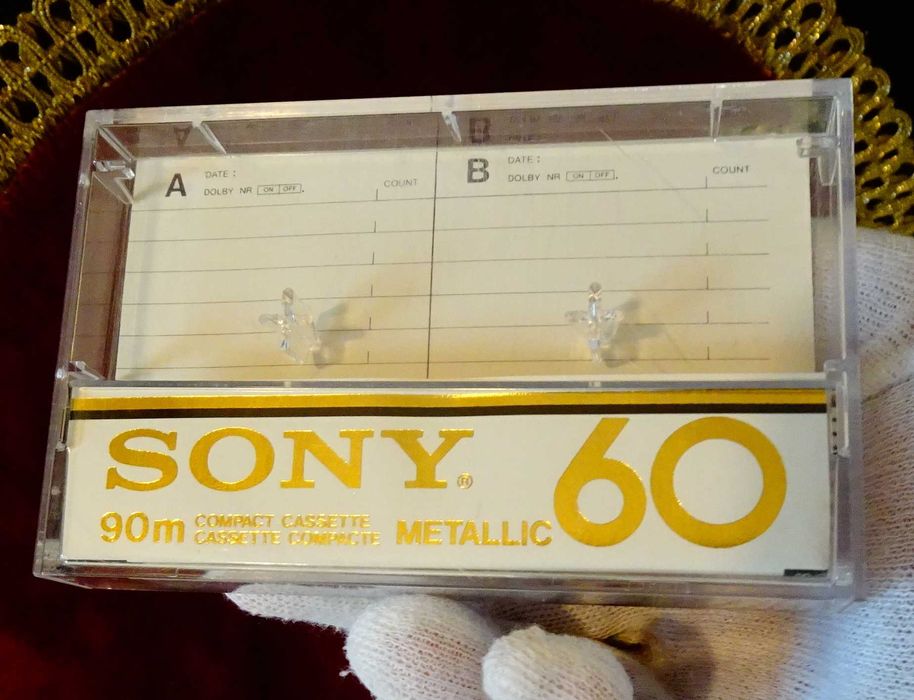 A DATE :
DOLBY NR ON OFF . COUNT
B DATE :
DOLBY NR ON OFF . COUNT
SONY®
90m COMPACT CASSETTE
CASSETTE COMPACTE
METALLIC 60